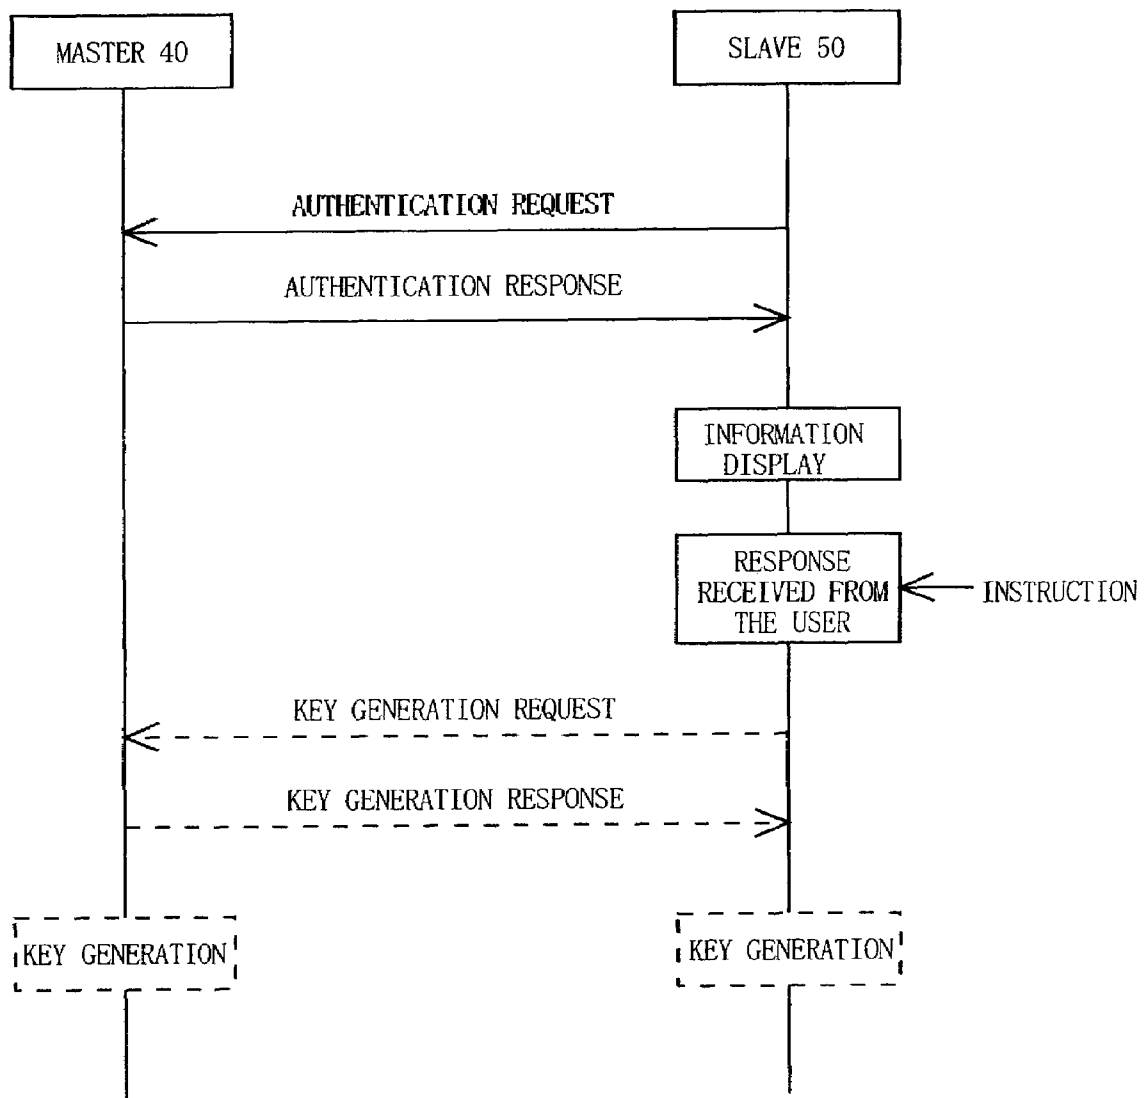 MASTER 40
SLAVE 50
AUTHENTICATION REQUEST
AUTHENTICATION RESPONSE
INFORMATION
DISPLAY
RESPONSE
RECEIVED FROM
THE USER
INSTRUCTION
KEY GENERATION REQUEST
KEY GENERATION RESPONSE
KEY GENERATION
KEY GENERATION